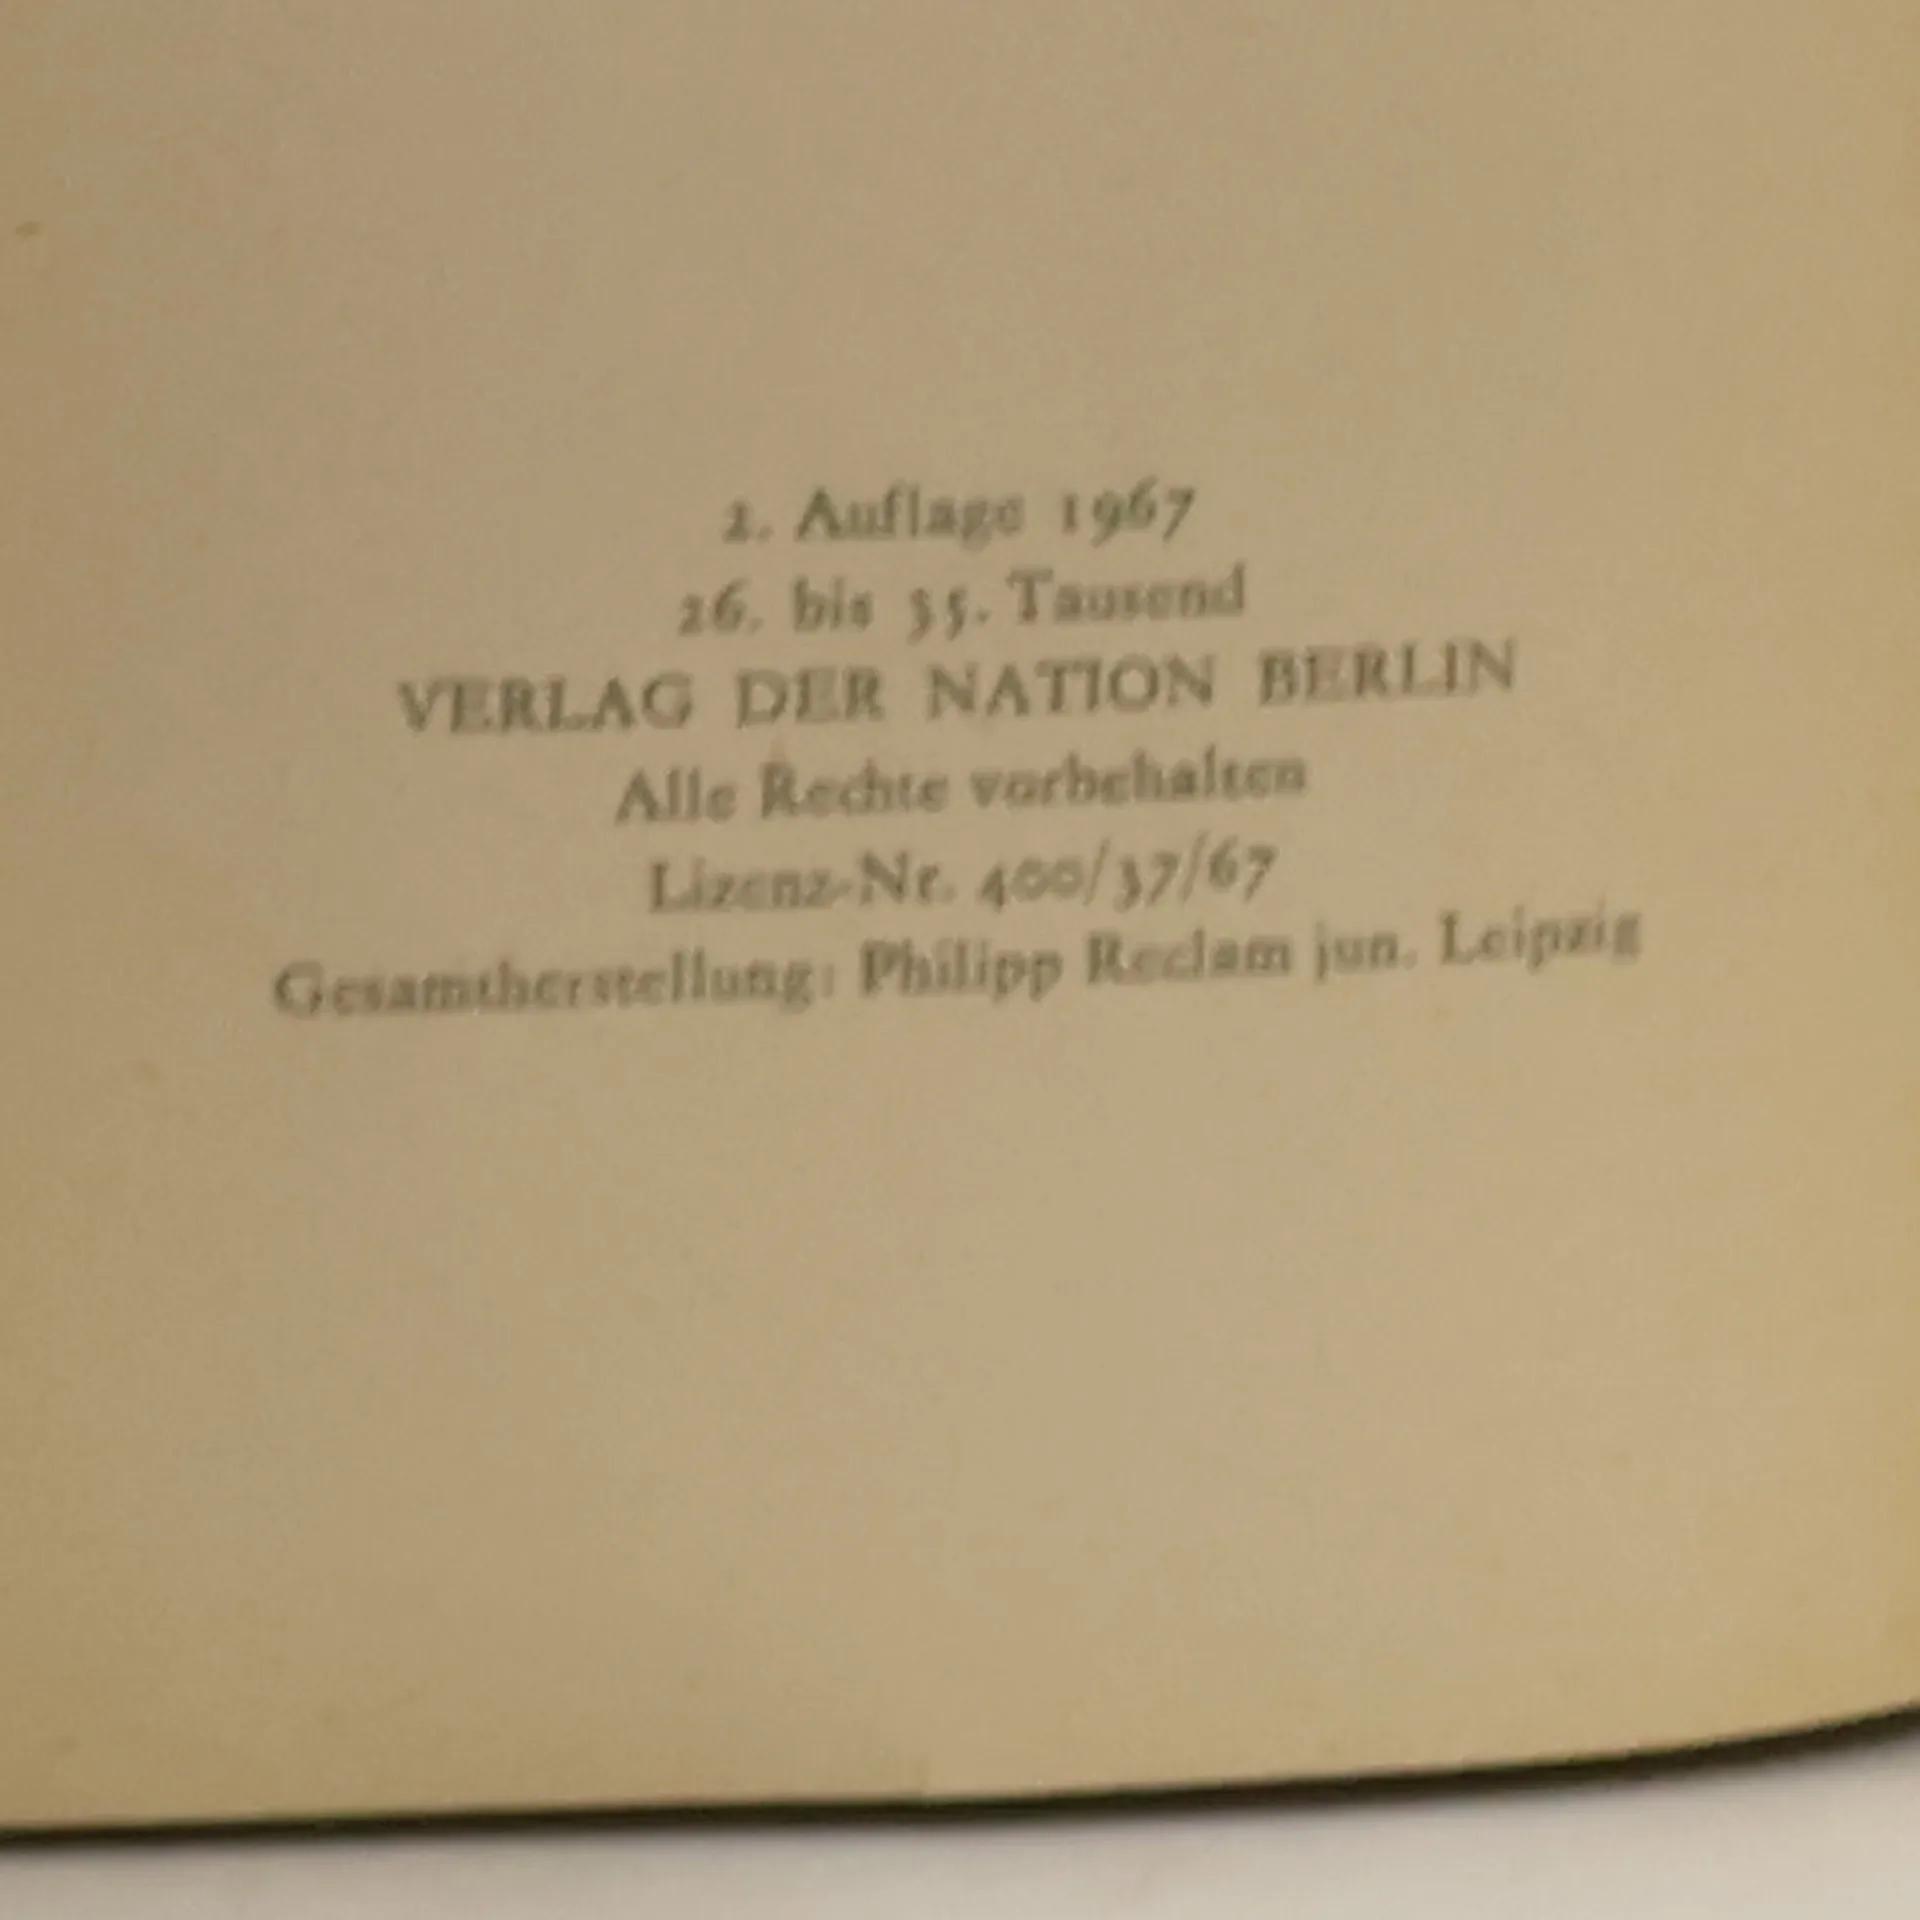 2. Auflage 1967
26. bis 35. Tausend
VERLAG DER NATION BERLIN
Alle Rechte vorbehalten
Lizenz-Nr. 400/37/67
Gesamtherstellung: Philipp Reclam jun. Leipzig